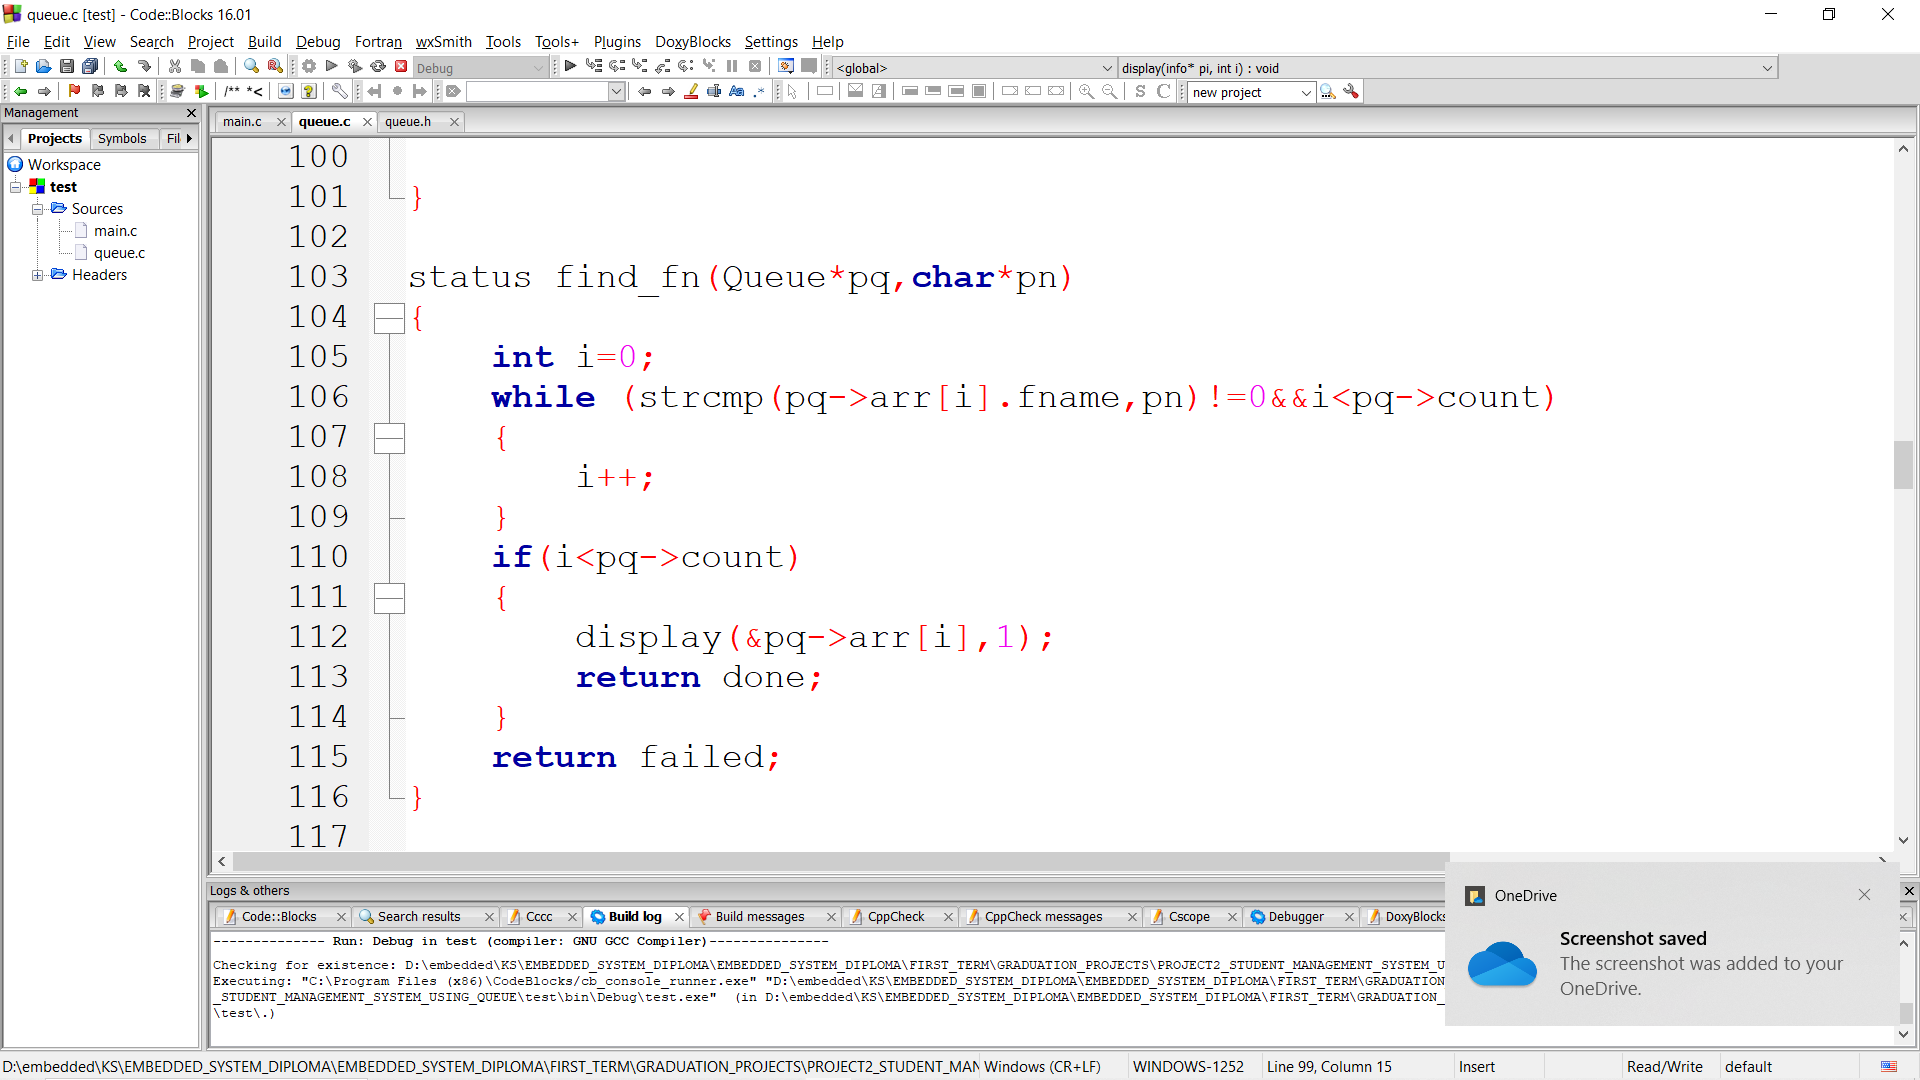 queue.c [test] - Code::Blocks 16.01
File Edit View Search Project Build Debug Fortran wxSmith Tools Tools+ Plugins DoxyBlocks Settings Help
Debug
<global>
display(info* pi, int i) : void
/** *<
Aa .*
S C
new project
Management
Projects Symbols Fil
Workspace
test
Sources
main.c
queue.c
Headers
main.c queue.c queue.h
100
101 }
102
103 status find_fn(Queue*pq,char*pn)
104 {
105 int i=0;
106 while (strcmp(pq->arr[i].fname,pn)!=0&&i<pq->count)
107 {
108 i++;
109 }
110 if(i<pq->count)
111 {
112 display(&pq->arr[i],1);
113 return done;
114 }
115 return failed;
116 }
117
Logs & others
Code::Blocks Search results Cccc Build log Build messages CppCheck CppCheck messages Cscope Debugger DoxyBlocks
-------------- Run: Debug in test (compiler: GNU GCC Compiler)---------------
Checking for existence: D:\embedded\KS\EMBEDDED_SYSTEM_DIPLOMA\EMBEDDED_SYSTEM_DIPLOMA\FIRST_TERM\GRADUATION_PROJECTS\PROJECT2_STUDENT_MANAGEMENT_SYSTEM_U
Executing: "C:\Program Files (x86)\CodeBlocks/cb_console_runner.exe" "D:\embedded\KS\EMBEDDED_SYSTEM_DIPLOMA\EMBEDDED_SYSTEM_DIPLOMA\FIRST_TERM\GRADUATION_
_STUDENT_MANAGEMENT_SYSTEM_USING_QUEUE\test\bin\Debug\test.exe" (in D:\embedded\KS\EMBEDDED_SYSTEM_DIPLOMA\EMBEDDED_SYSTEM_DIPLOMA\FIRST_TERM\GRADUATION_
\test\.)
OneDrive
Screenshot saved
The screenshot was added to your
OneDrive.
D:\embedded\KS\EMBEDDED_SYSTEM_DIPLOMA\EMBEDDED_SYSTEM_DIPLOMA\FIRST_TERM\GRADUATION_PROJECTS\PROJECT2_STUDENT_MAN Windows (CR+LF) WINDOWS-1252 Line 99, Column 15 Insert Read/Write default